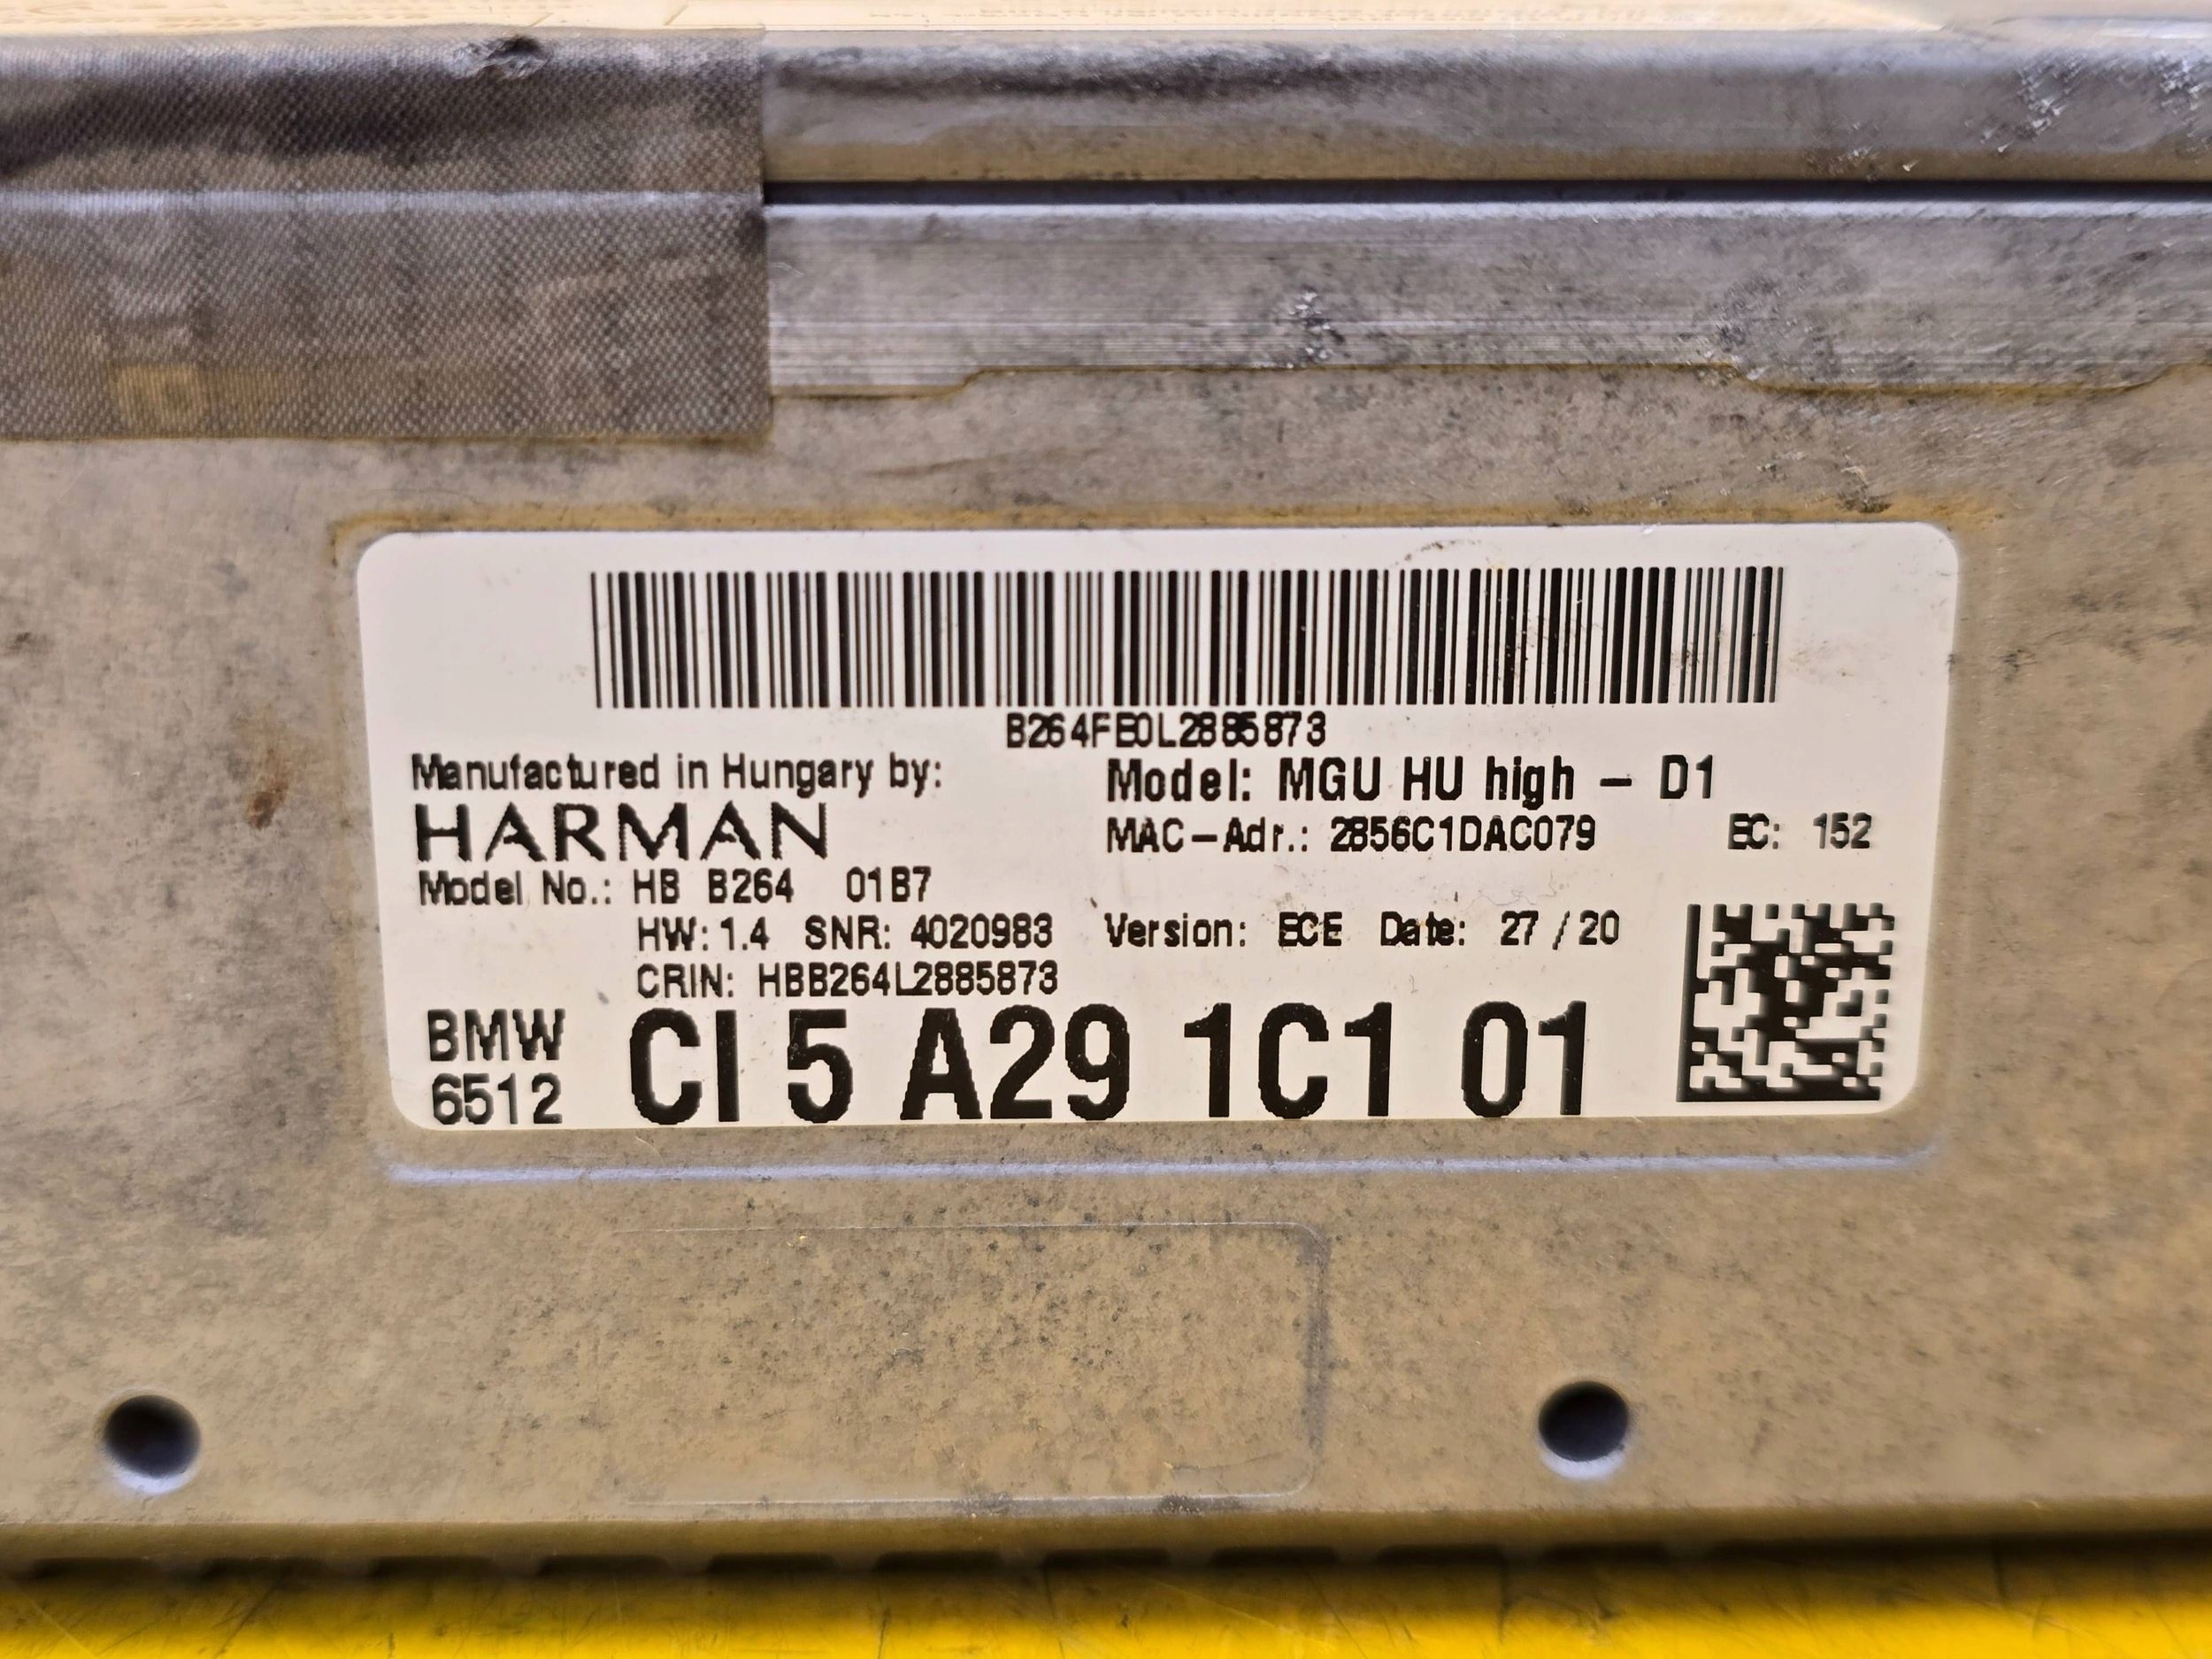 B264FE0L2885873
Manufactured in Hungary by:
HARMAN
Model: MGU HU high - D1
MAC-Adr.: 2856C1DAC079 EC: 152
Model No.: HB B264 01B7
HW: 1.4 SNR: 4020983
Version: ECE Date: 27 / 20
CRIN: HBB264L2885873
BMW
6512
CI 5 A29 1C1 01